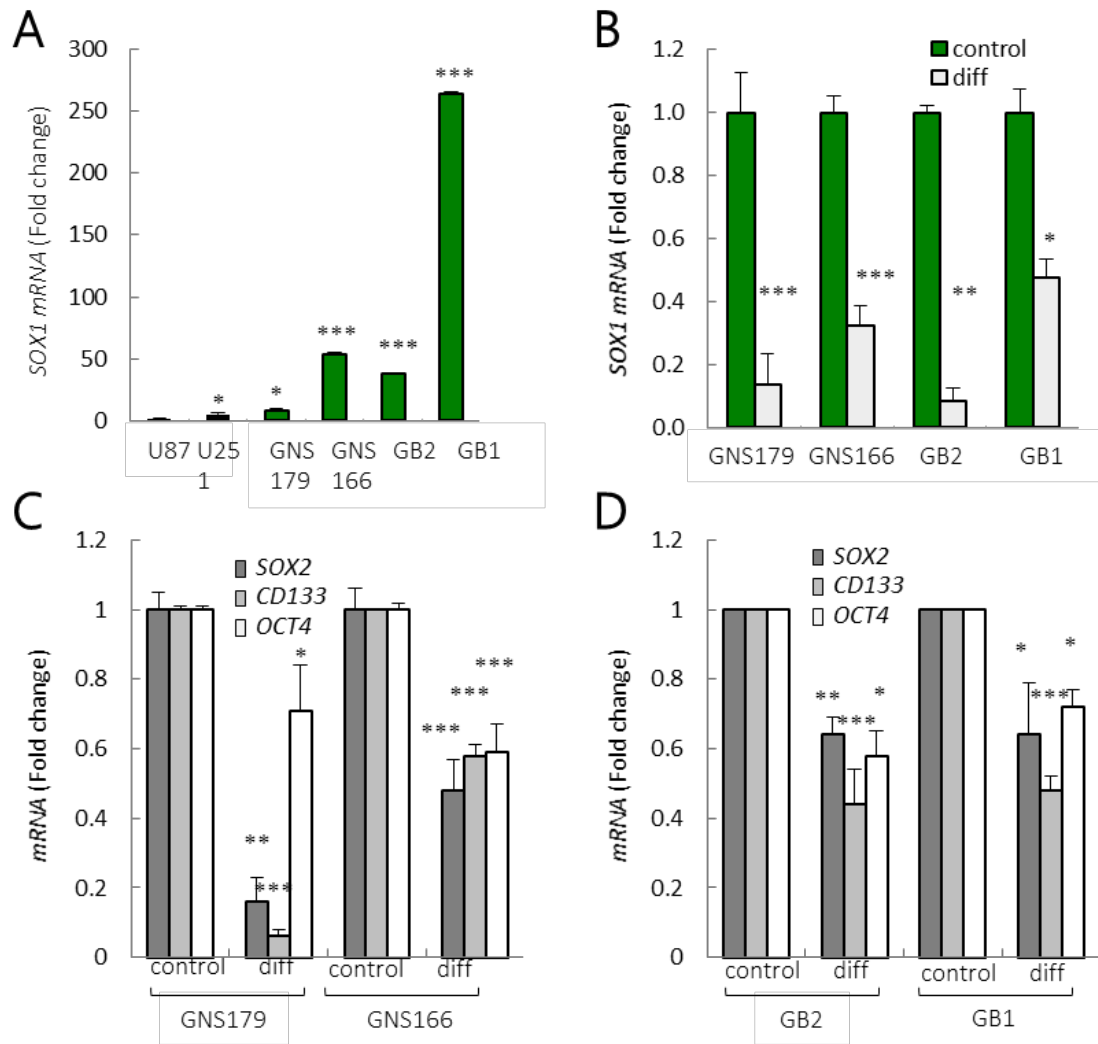 A
SOX1 mRNA (Fold change)
300
250
200
150
100
50
0
*
*
***
***
***
U87 U25 GNS GNS GB2 GB1
1 179 166
B
SOX1 mRNA (Fold change)
control
diff
1.2
1.0
0.8
0.6
0.4
0.2
0.0
***
***
**
*
GNS179 GNS166 GB2 GB1
C
mRNA (Fold change)
1.2
1
0.8
0.6
0.4
0.2
0
SOX2
CD133
OCT4
**
***
*
***
***
***
control diff control diff
GNS179 GNS166
D
mRNA (Fold change)
1.2
1
0.8
0.6
0.4
0.2
0
SOX2
CD133
OCT4
**
***
*
*
***
*
control diff control diff
GB2 GB1